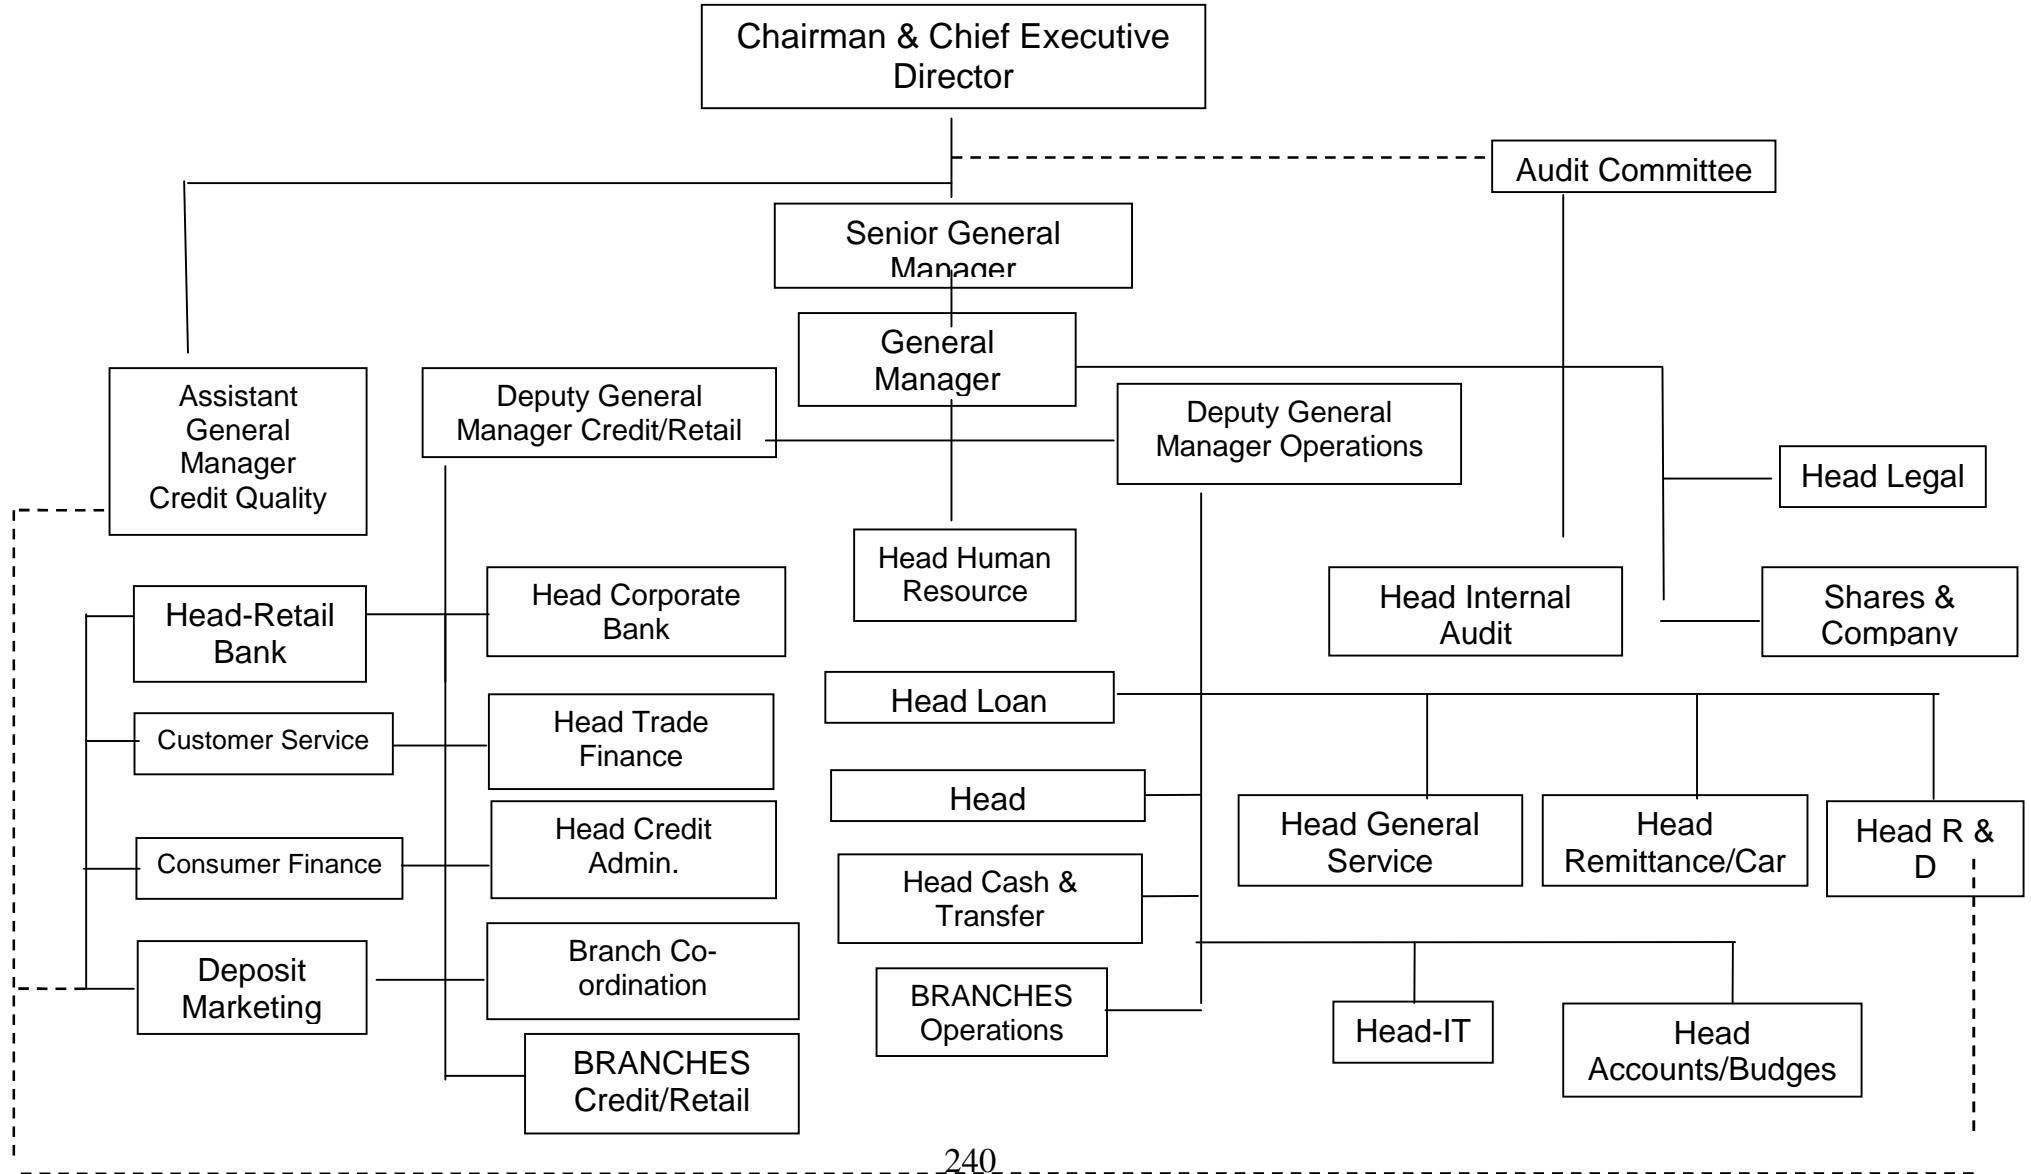 Chairman & Chief Executive
Director
Audit Committee
Senior General
Manager
General
Manager
Assistant
General
Manager
Credit Quality
Deputy General
Manager Credit/Retail
Deputy General
Manager Operations
Head Legal
Head Human
Resource
Head Internal
Audit
Shares &
Company
Head-Retail
Bank
Head Corporate
Bank
Head Loan
Customer Service
Head Trade
Finance
Head
Head General
Service
Head
Remittance/Car
Head R &
D
Consumer Finance
Head Credit
Admin.
Head Cash &
Transfer
Deposit
Marketing
Branch Co-
ordination
BRANCHES
Operations
Head-IT
Head
Accounts/Budges
BRANCHES
Credit/Retail
240